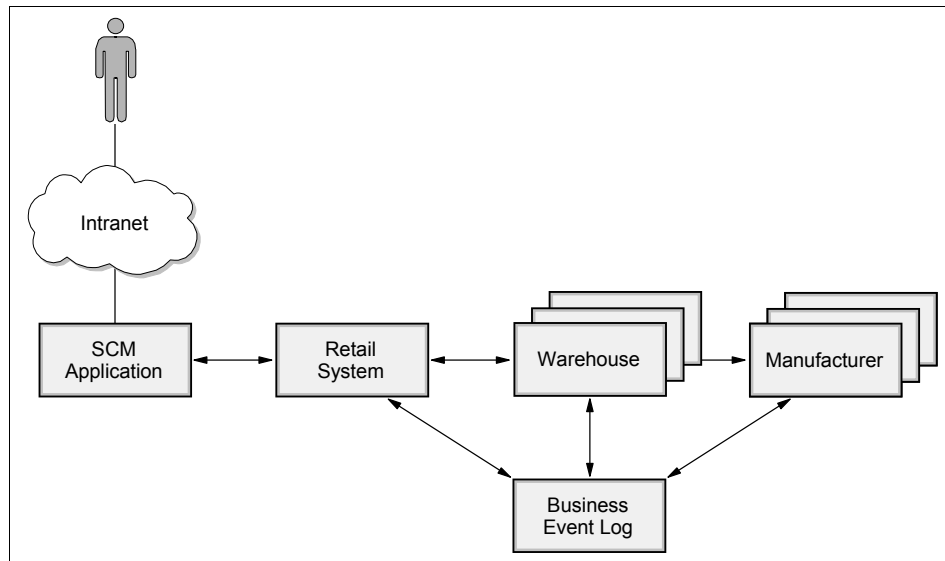 Intranet
SCM
Application
Retail
System
Warehouse
Manufacturer
Business
Event Log